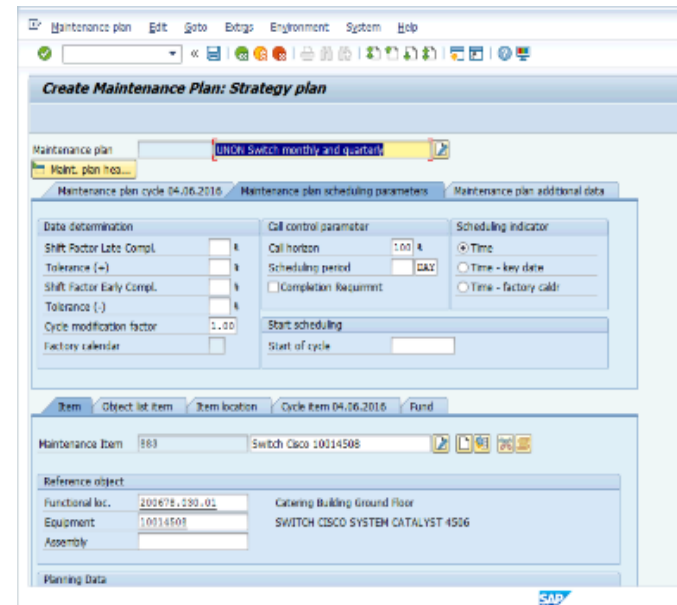 Maintenance plan Edit Goto Extras Environment System Help
Create Maintenance Plan: Strategy plan
Maintenance plan UNON Switch monthly and quarterly
Maint. plan hea...
Maintenance plan cycle 04.06.2016 Maintenance plan scheduling parameters Maintenance plan additional data
Date determination Call control parameter Scheduling indicator
Shift Factor Late Compl. % Call horizon 100 % Time
Tolerance (+) % Scheduling period DAY Time - key date
Shift Factor Early Compl. % Completion Requirmnt Time - factory caldr
Tolerance (-) %
Cycle modification factor 1.00 Start scheduling
Factory calendar Start of cycle
Item Object list item Item location Cycle item 04.06.2016 Fund
Maintenance Item 883 Switch Cisco 10014508
Reference object
Functional loc. 200678.030.01 Catering Building Ground Floor
Equipment 10014508 SWITCH CISCO SYSTEM CATALYST 4506
Assembly
Planning Data
SAP